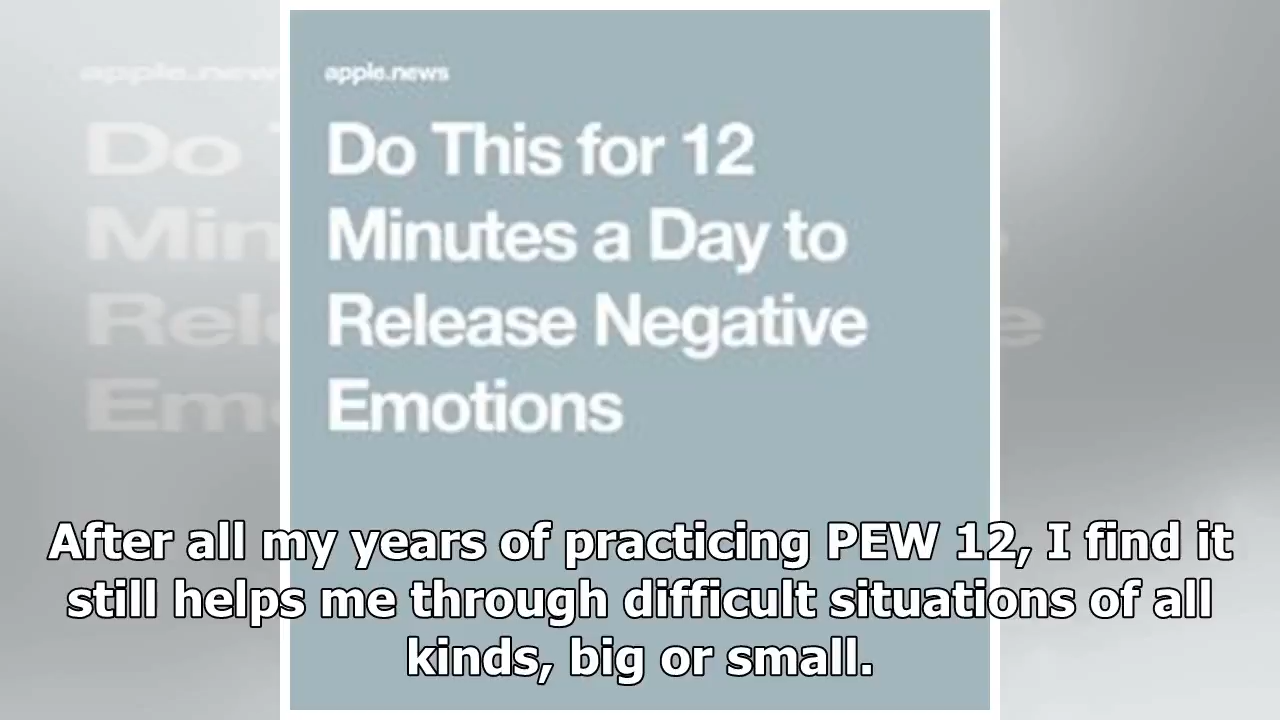 apple.news
Do This for 12
Minutes a Day to
Release Negative
Emotions
After all my years of practicing PEW 12, I find it
still helps me through difficult situations of all
kinds, big or small.